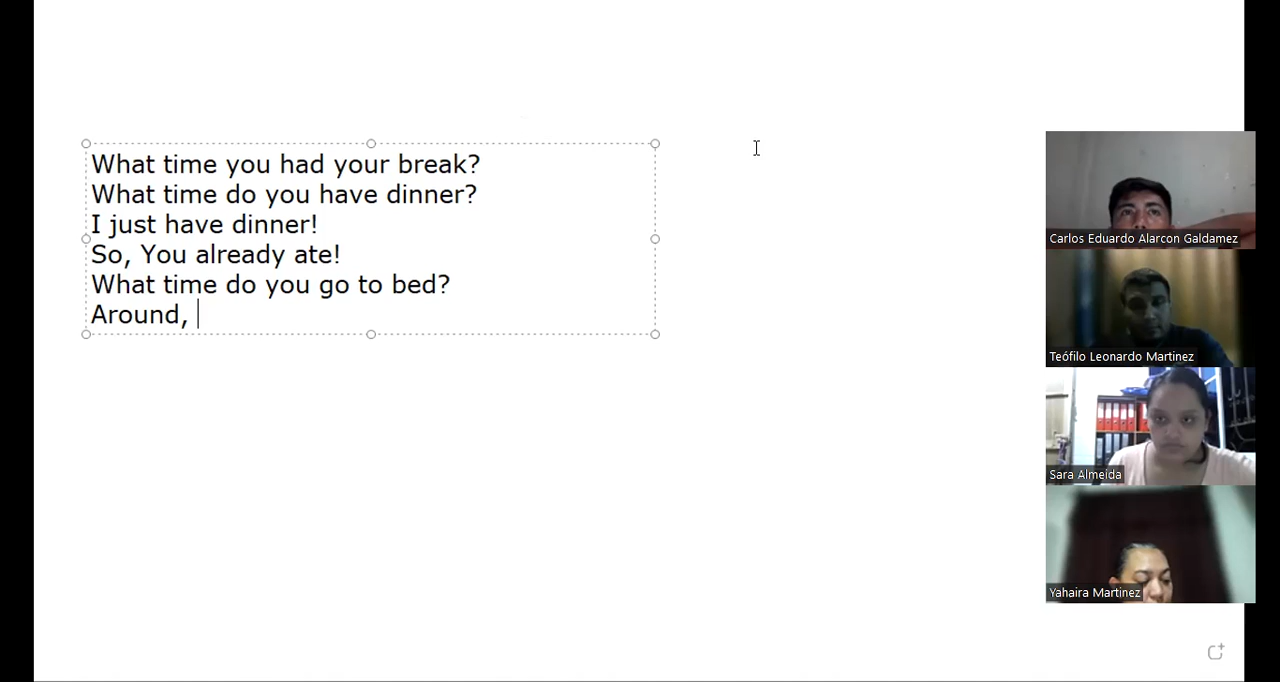 What time you had your break?
What time do you have dinner?
I just have dinner!
So, You already ate!
What time do you go to bed?
Around,
Carlos Eduardo Alarcon Galdamez
Teófilo Leonardo Martinez
Sara Almeida
Yahaira Martinez